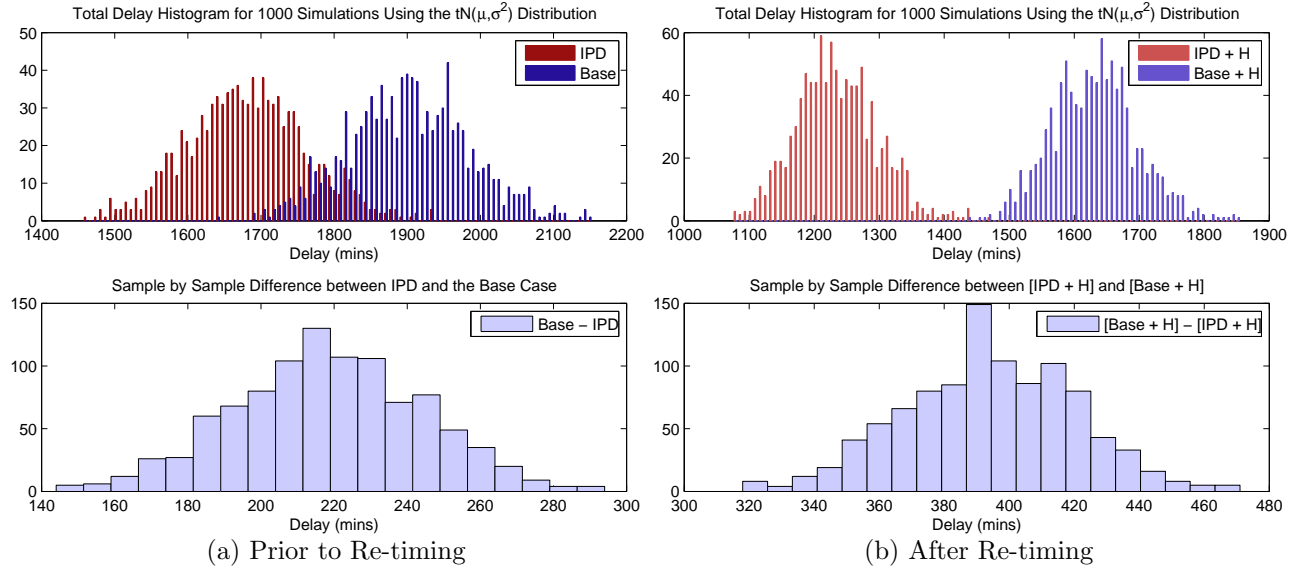 Total Delay Histogram for 1000 Simulations Using the tN(μ,σ²) Distribution
50
40
30
20
10
0
IPD
Base
1400 1500 1600 1700 1800 1900 2000 2100 2200
Delay (mins)
Sample by Sample Difference between IPD and the Base Case
150
100
50
0
Base − IPD
140 160 180 200 220 240 260 280 300
Delay (mins)
(a) Prior to Re-timing
Total Delay Histogram for 1000 Simulations Using the tN(μ,σ²) Distribution
60
40
20
0
IPD + H
Base + H
1000 1100 1200 1300 1400 1500 1600 1700 1800 1900
Delay (mins)
Sample by Sample Difference between [IPD + H] and [Base + H]
150
100
50
0
[Base + H] − [IPD + H]
300 320 340 360 380 400 420 440 460 480
Delay (mins)
(b) After Re-timing